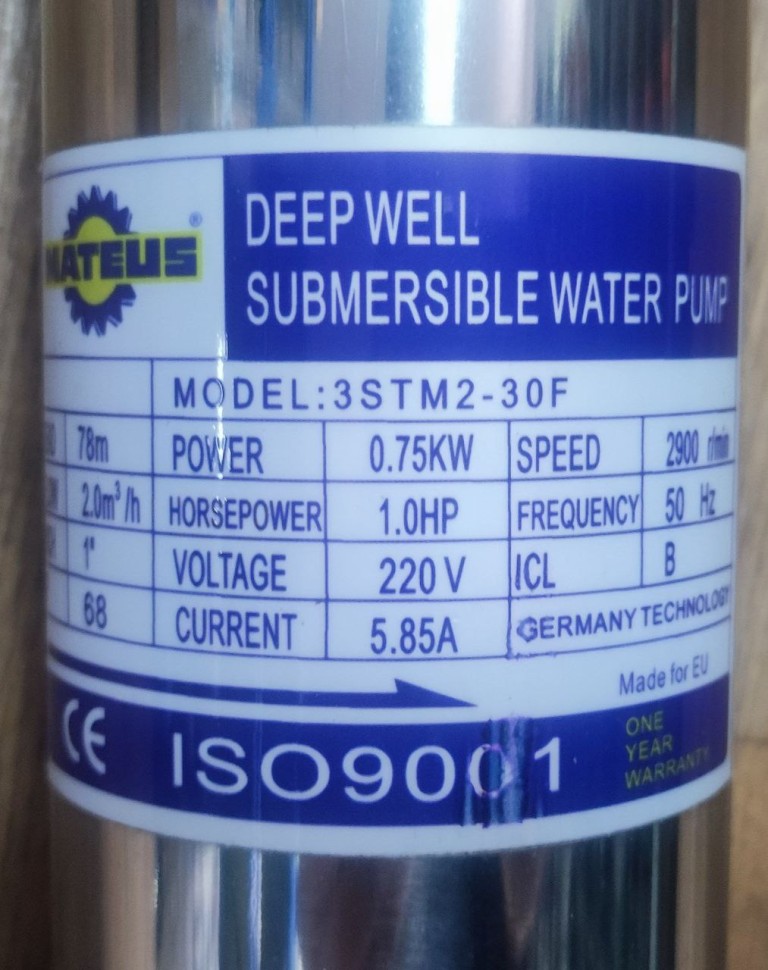 MATEUS ®
DEEP WELL
SUBMERSIBLE WATER PUMP
MODEL:3STM2-30F
78m POWER 0.75KW SPEED 2900 r/min
2.0m³/h HORSEPOWER 1.0HP FREQUENCY 50 Hz
1" VOLTAGE 220V ICL B
68 CURRENT 5.85A GERMANY TECHNOLOGY
Made for EU
CE ISO9001
ONE
YEAR
WARRANTY